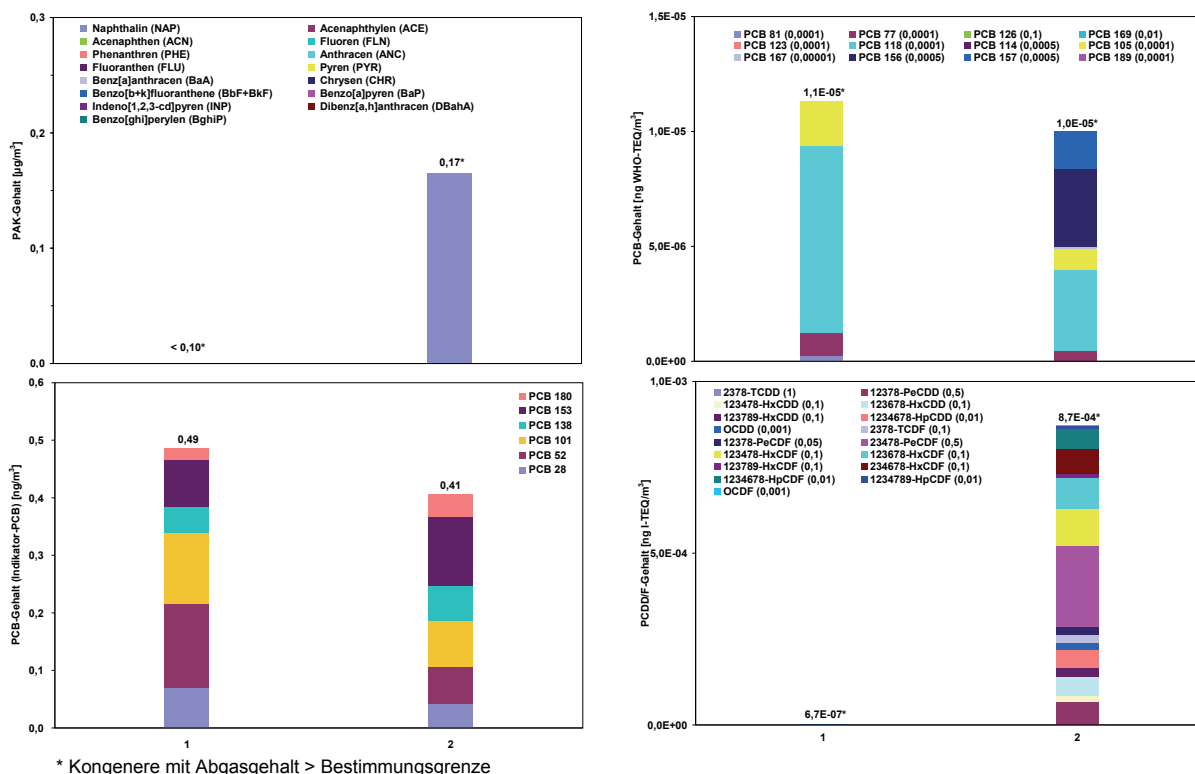 0,3
0,2
0,1
0,0
PAK-Gehalt [µg/m³]
Naphthalin (NAP) Acenaphthylen (ACE)
Acenaphthen (ACN) Fluoren (FLN)
Phenanthren (PHE) Anthracen (ANC)
Fluoranthen (FLU) Pyren (PYR)
Benz[a]anthracen (BaA) Chrysen (CHR)
Benzo[b+k]fluoranthene (BbF+BkF) Benzo[a]pyren (BaP)
Indeno[1,2,3-cd]pyren (INP) Dibenz[a,h]anthracen (DBahA)
Benzo[ghi]perylen (BghiP)
0,17*
< 0,10*
1,5E-05
1,0E-05
5,0E-06
0,0E+00
PCB-Gehalt [ng WHO-TEQ/m³]
PCB 81 (0,0001) PCB 77 (0,0001) PCB 126 (0,1) PCB 169 (0,01)
PCB 123 (0,0001) PCB 118 (0,0001) PCB 114 (0,0005) PCB 105 (0,0001)
PCB 167 (0,00001) PCB 156 (0,0005) PCB 157 (0,0005) PCB 189 (0,0001)
1,1E-05*
1,0E-05*
0,6
0,5
0,4
0,3
0,2
0,1
0,0
PCB-Gehalt (Indikator-PCB) [ng/m³]
PCB 180
PCB 153
PCB 138
PCB 101
PCB 52
PCB 28
0,49
0,41
1 2
1,0E-03
5,0E-04
0,0E+00
PCDD/F-Gehalt [ng I-TEQ/m³]
2378-TCDD (1) 12378-PeCDD (0,5)
123478-HxCDD (0,1) 123678-HxCDD (0,1)
123789-HxCDD (0,1) 1234678-HpCDD (0,01)
OCDD (0,001) 2378-TCDF (0,1)
12378-PeCDF (0,05) 23478-PeCDF (0,5)
123478-HxCDF (0,1) 123678-HxCDF (0,1)
123789-HxCDF (0,1) 234678-HxCDF (0,1)
1234678-HpCDF (0,01) 1234789-HpCDF (0,01)
OCDF (0,001)
8,7E-04*
6,7E-07*
1 2
* Kongenere mit Abgasgehalt > Bestimmungsgrenze